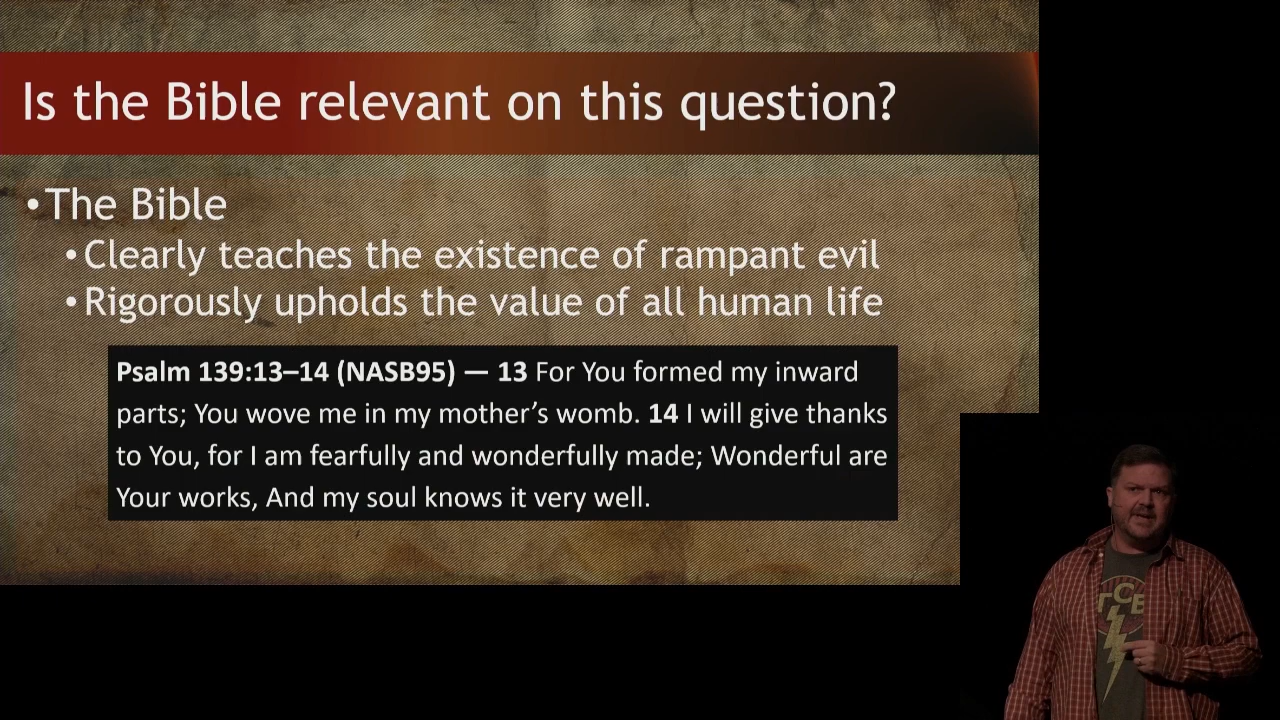 Is the Bible relevant on this question?
•The Bible
•Clearly teaches the existence of rampant evil
•Rigorously upholds the value of all human life
Psalm 139:13–14 (NASB95) — 13 For You formed my inward
parts; You wove me in my mother’s womb. 14 I will give thanks
to You, for I am fearfully and wonderfully made; Wonderful are
Your works, And my soul knows it very well.
TCB